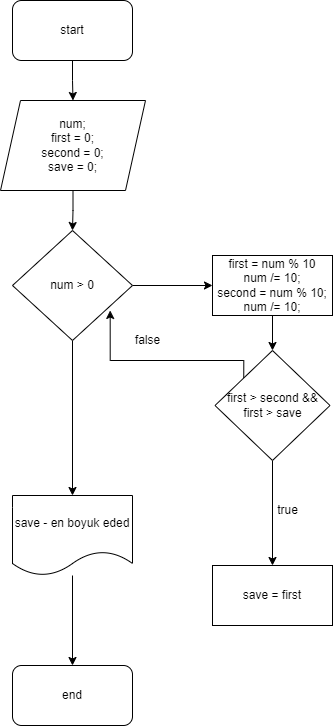 start
num;
first = 0;
second = 0;
save = 0;
num > 0
first = num % 10
num /= 10;
second = num % 10;
num /= 10;
false
first > second &&
first > save
true
save - en boyuk eded
save = first
end